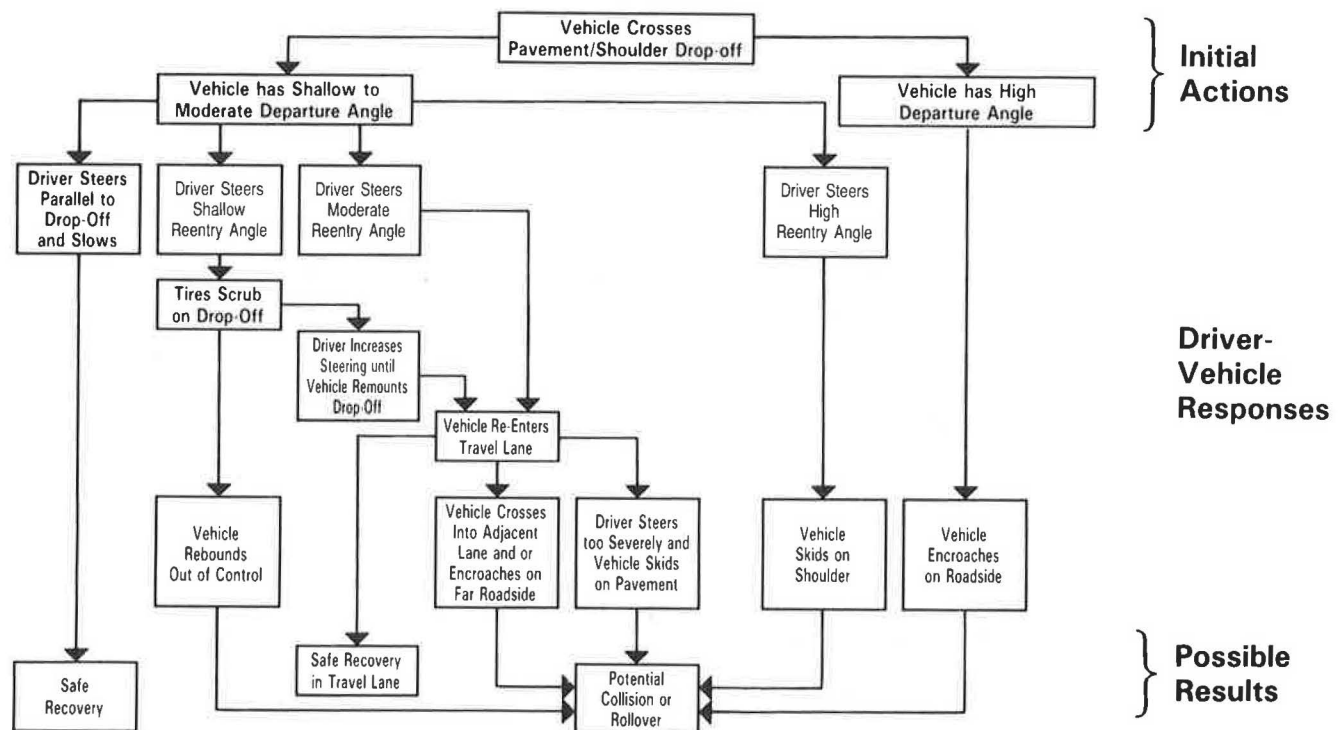 Vehicle Crosses
Pavement/Shoulder Drop-off
Initial
Actions
Vehicle has Shallow to
Moderate Departure Angle
Vehicle has High
Departure Angle
Driver Steers
Parallel to
Drop-Off
and Slows
Driver Steers
Shallow
Reentry Angle
Driver Steers
Moderate
Reentry Angle
Driver Steers
High
Reentry Angle
Tires Scrub
on Drop-Off
Driver Increases
Steering until
Vehicle Remounts
Drop-Off
Driver-
Vehicle
Responses
Vehicle Re-Enters
Travel Lane
Vehicle
Rebounds
Out of Control
Vehicle Crosses
Into Adjacent
Lane and or
Encroaches on
Far Roadside
Driver Steers
too Severely and
Vehicle Skids
on Pavement
Vehicle
Skids on
Shoulder
Vehicle
Encroaches
on Roadside
Safe
Recovery
Safe Recovery
in Travel Lane
Potential
Collision or
Rollover
Possible
Results